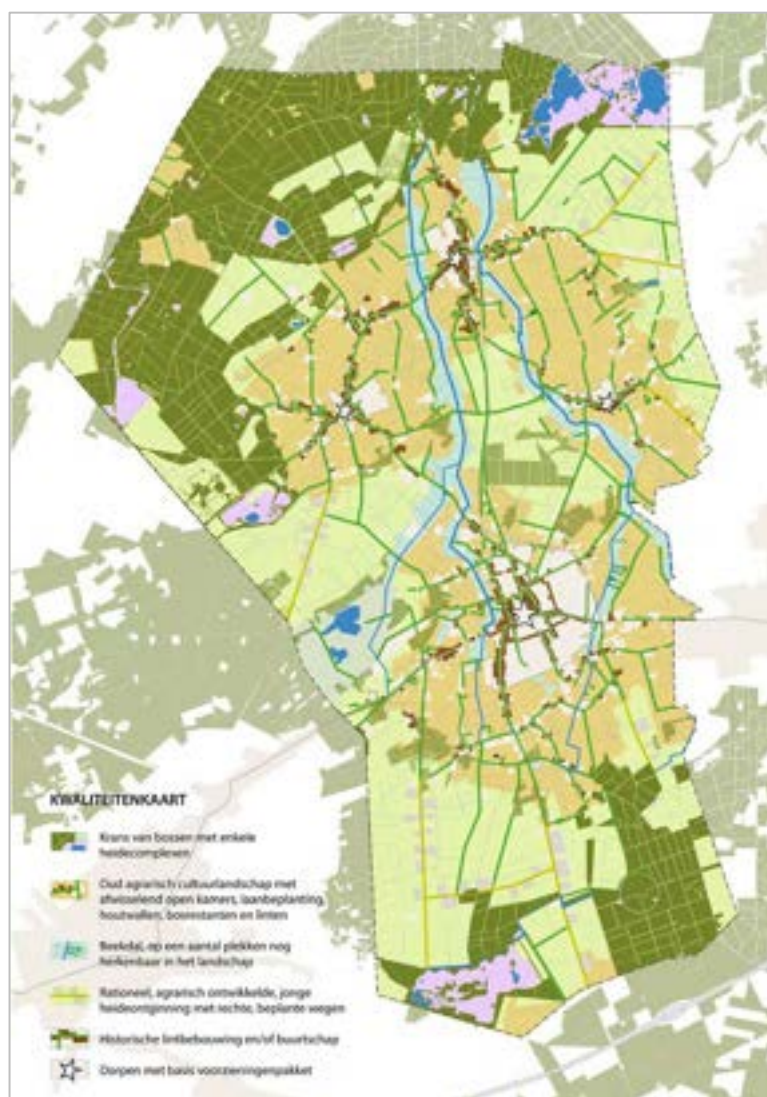 KWALITEITENKAART
Krans van bossen met enkele
heidecomplexen
Oud agrarisch cultuurlandschap met
afwisselend open kamers, laanbeplanting,
houtwallen, bosrestanten en linten
Beekdal, op een aantal plekken nog
herkenbaar in het landschap
Rationeel, agrarisch ontwikkelde, jonge
heideontginning met rechte, beplante wegen
Historische lintbebouwing en/of buurtschap
Dorpen met basis voorzieningenpakket